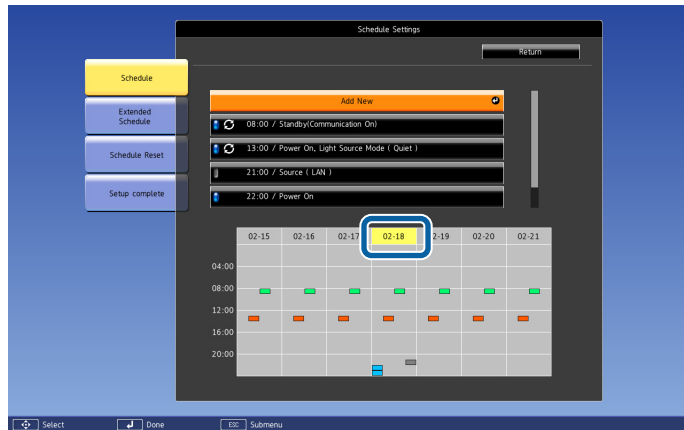 Schedule Settings
Return
Schedule
Extended
Schedule
Schedule Reset
Setup complete
Add New
08:00 / Standby(Communication On)
13:00 / Power On, Light Source Mode ( Quiet )
21:00 / Source ( LAN )
22:00 / Power On
02-15 02-16 02-17 02-18 02-19 02-20 02-21
04:00
08:00
12:00
16:00
20:00
Select Done ESC Submenu